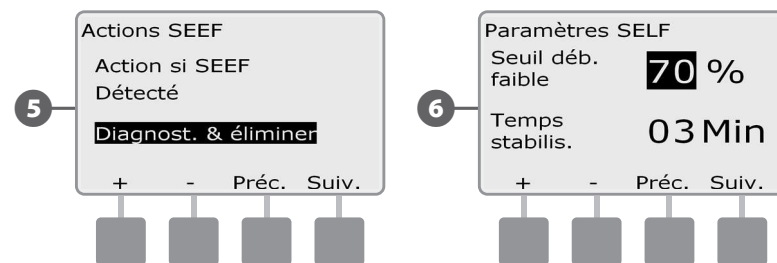 5
Actions SEEF
Action si SEEF
Détecté
Diagnost. & éliminer
+ - Préc. Suiv.
6
Paramètres SELF
Seuil déb.
faible
70 %
Temps
stabilis.
03 Min
+ - Préc. Suiv.